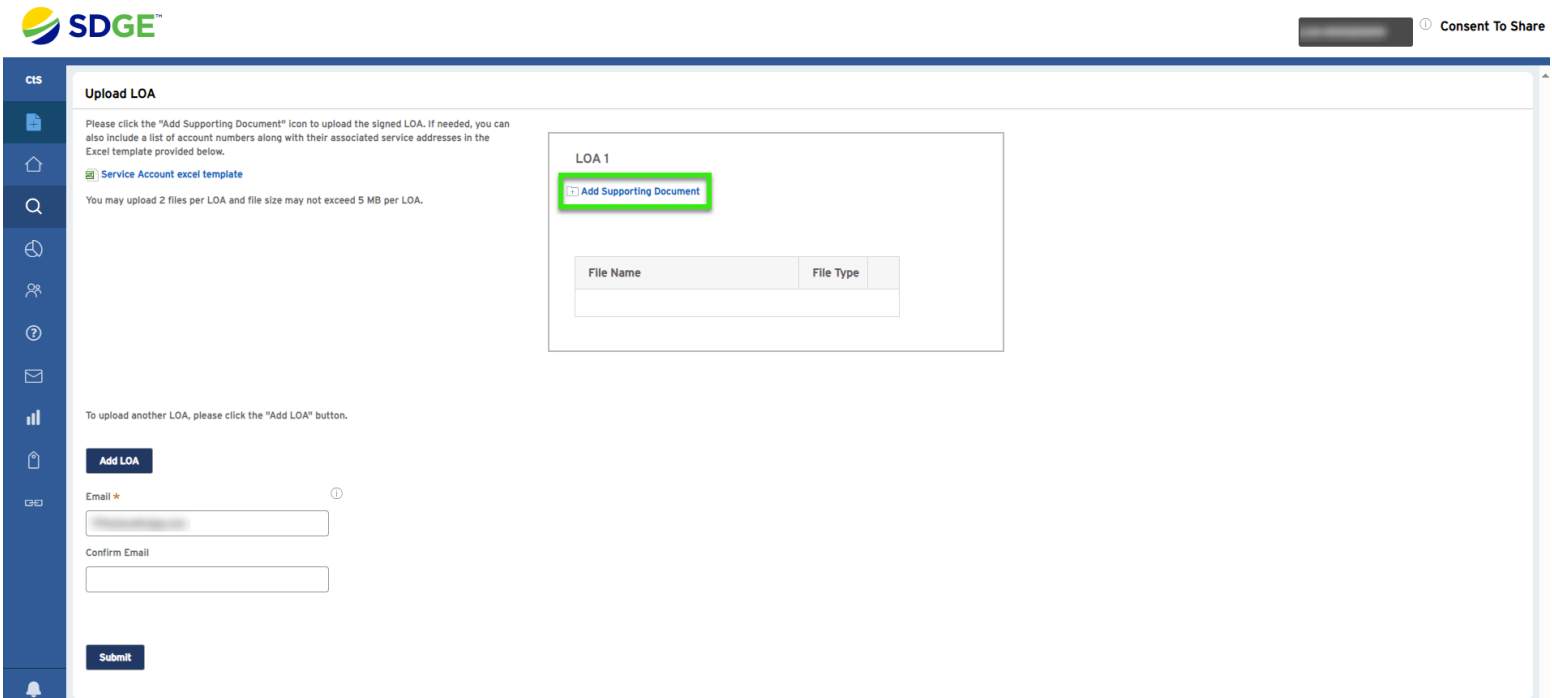 SDGE™
Consent To Share
CtS
Upload LOA
Please click the "Add Supporting Document" icon to upload the signed LOA. If needed, you can
also include a list of account numbers along with their associated service addresses in the
Excel template provided below.
Service Account excel template
You may upload 2 files per LOA and file size may not exceed 5 MB per LOA.
LOA 1
Add Supporting Document
File Name
File Type
To upload another LOA, please click the "Add LOA" button.
Add LOA
Email *
Confirm Email
Submit